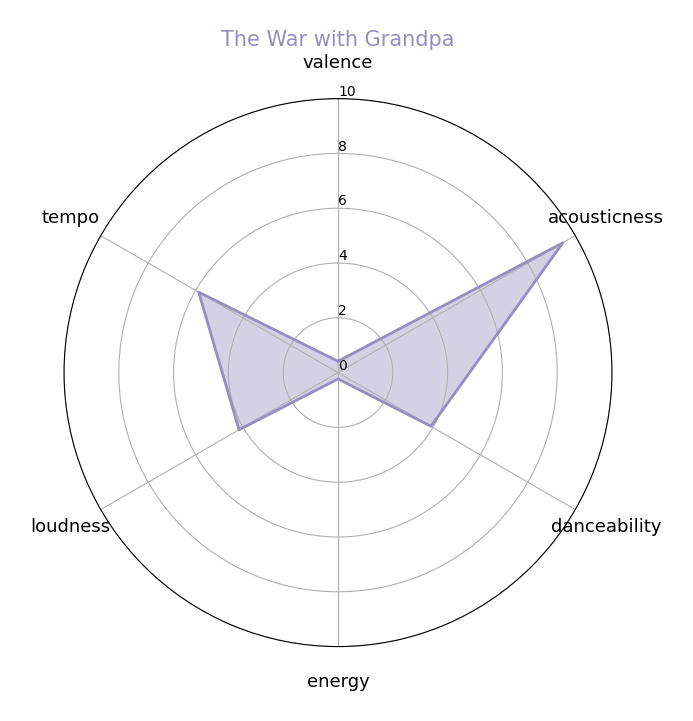 The War with Grandpa
valence
10
8
tempo
6
acousticness
4
2
0
loudness
danceability
energy